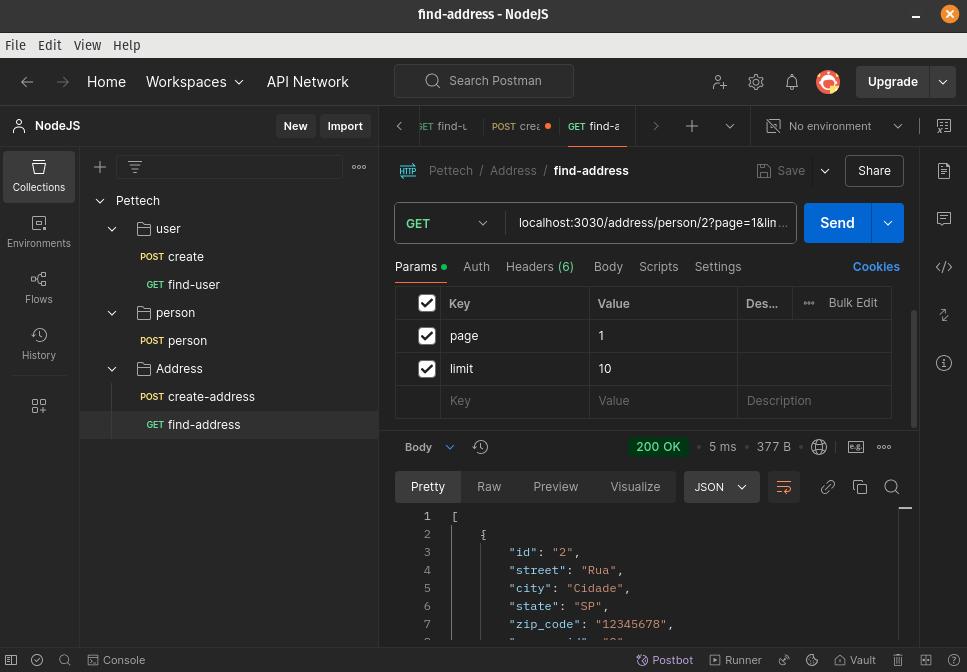 find-address - NodeJS
File Edit View Help
Home Workspaces API Network Search Postman Upgrade
NodeJS New Import
GET find-u POST crea GET find-a No environment
Collections
Environments
Flows
History
Pettech
user
POST create
GET find-user
person
POST person
Address
POST create-address
GET find-address
HTTP Pettech / Address / find-address Save Share
GET localhost:3030/address/person/2?page=1&lim... Send
Params Auth Headers (6) Body Scripts Settings Cookies
Key Value Des... Bulk Edit
page 1
limit 10
Key Value Description
Body 200 OK 5 ms 377 B e.g.
Pretty Raw Preview Visualize JSON
1 [
2 {
3 "id": "2",
4 "street": "Rua",
5 "city": "Cidade",
6 "state": "SP",
7 "zip_code": "12345678",
Console Postbot Runner Vault